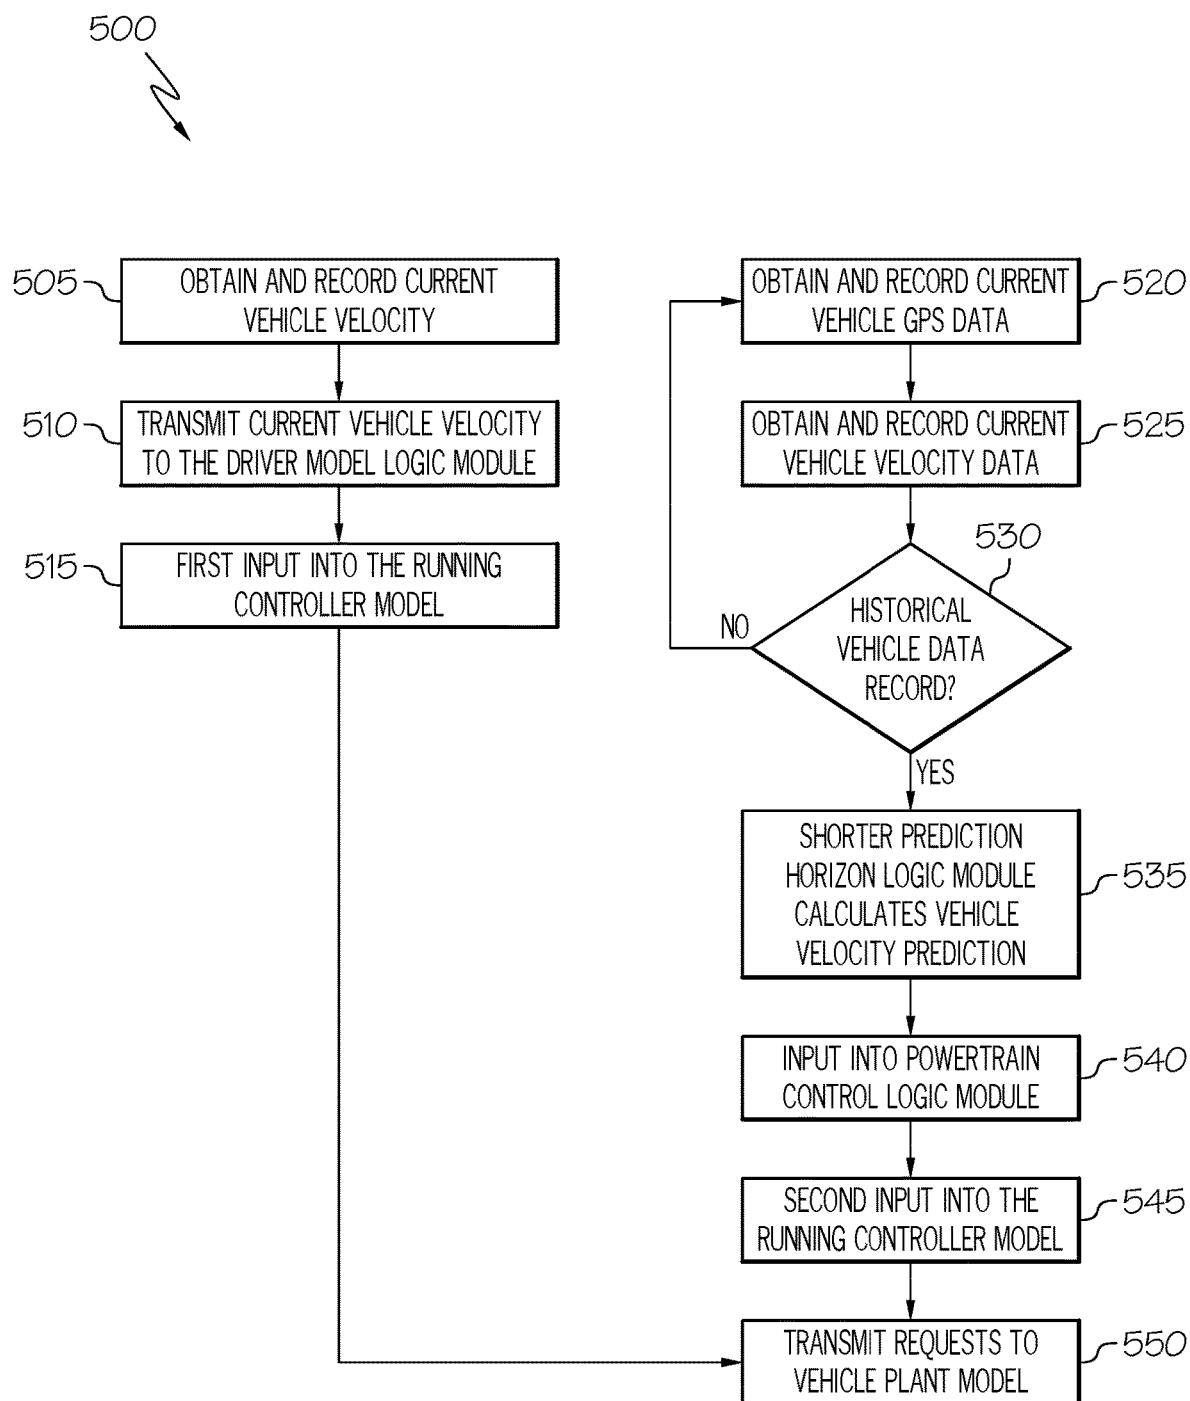 500
505
OBTAIN AND RECORD CURRENT
VEHICLE VELOCITY
510
TRANSMIT CURRENT VEHICLE VELOCITY
TO THE DRIVER MODEL LOGIC MODULE
515
FIRST INPUT INTO THE RUNNING
CONTROLLER MODEL
OBTAIN AND RECORD CURRENT
VEHICLE GPS DATA
520
OBTAIN AND RECORD CURRENT
VEHICLE VELOCITY DATA
525
530
HISTORICAL
VEHICLE DATA
RECORD?
NO
YES
SHORTER PREDICTION
HORIZON LOGIC MODULE
CALCULATES VEHICLE
VELOCITY PREDICTION
535
INPUT INTO POWERTRAIN
CONTROL LOGIC MODULE
540
SECOND INPUT INTO THE
RUNNING CONTROLLER MODEL
545
TRANSMIT REQUESTS TO
VEHICLE PLANT MODEL
550